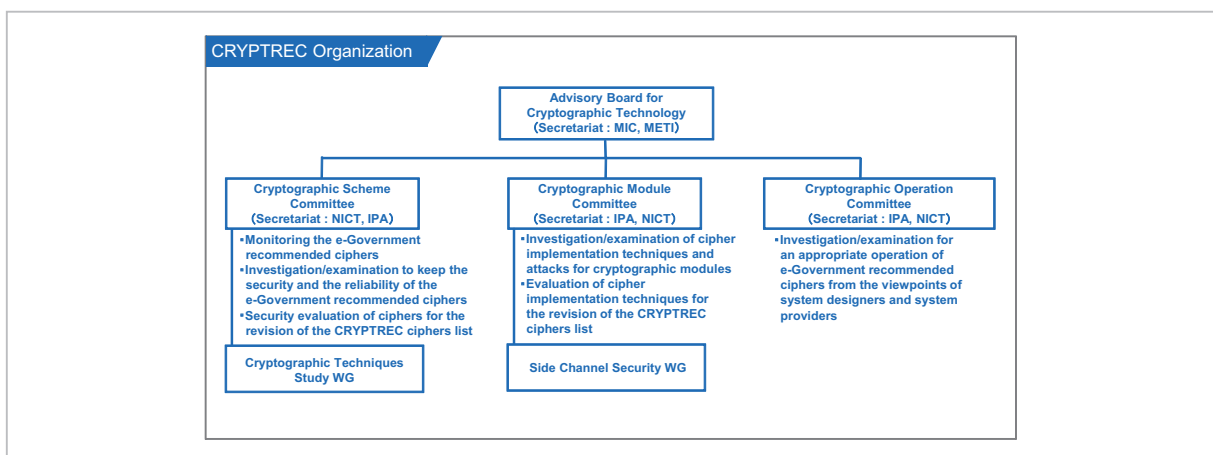 CRYPTREC Organization
Advisory Board for
Cryptographic Technology
(Secretariat : MIC, METI)
Cryptographic Scheme
Committee
(Secretariat : NICT, IPA)
▪Monitoring the e-Government
recommended ciphers
▪Investigation/examination to keep the
security and the reliability of the
e-Government recommended ciphers
▪Security evaluation of ciphers for the
revision of the CRYPTREC ciphers list
Cryptographic Techniques
Study WG
Cryptographic Module
Committee
(Secretariat : IPA, NICT)
▪Investigation/examination of cipher
implementation techniques and
attacks for cryptographic modules
▪Evaluation of cipher
implementation techniques for
the revision of the CRYPTREC
ciphers list
Side Channel Security WG
Cryptographic Operation
Committee
(Secretariat : IPA, NICT)
▪Investigation/examination for
an appropriate operation of
e-Government recommended
ciphers from the viewpoints of
system designers and system
providers